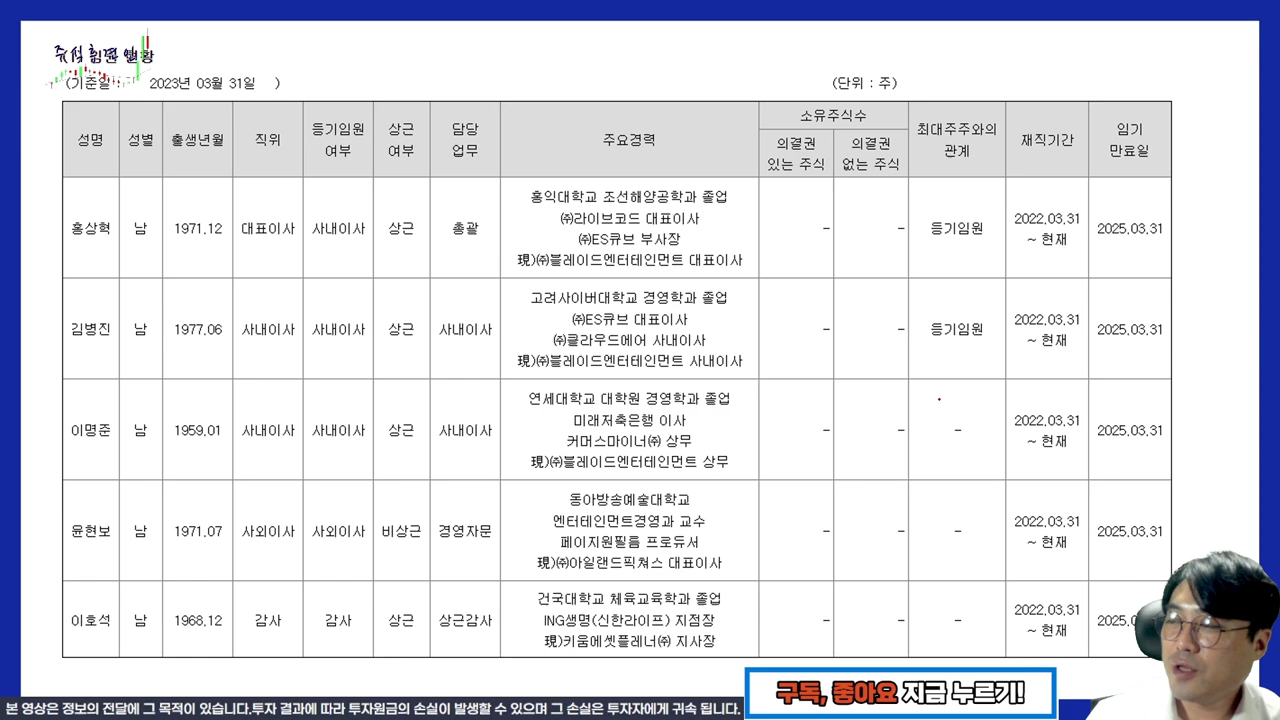 주식 힘찬 현황
(기준일 : 2023년 03월 31일 )
(단위 : 주)
성명 성별 출생년월 직위 등기임원 여부 상근 여부 담당 업무 주요경력 소유주식수 최대주주와의 관계 재직기간 임기 만료일
의결권 있는 주식 의결권 없는 주식
홍상혁 남 1971.12 대표이사 사내이사 상근 총괄
홍익대학교 조선해양공학과 졸업
㈜라이브코드 대표이사
㈜ES큐브 부사장
現)㈜블레이드엔터테인먼트 대표이사
- - 등기임원 2022.03.31 ~ 현재 2025.03.31
김병진 남 1977.06 사내이사 사내이사 상근 사내이사
고려사이버대학교 경영학과 졸업
㈜ES큐브 대표이사
㈜클라우드에어 사내이사
現)㈜블레이드엔터테인먼트 사내이사
- - 등기임원 2022.03.31 ~ 현재 2025.03.31
이명준 남 1959.01 사내이사 사내이사 상근 사내이사
연세대학교 대학원 경영학과 졸업
미래저축은행 이사
커머스마이너㈜ 상무
現)㈜블레이드엔터테인먼트 상무
- - - 2022.03.31 ~ 현재 2025.03.31
윤현보 남 1971.07 사외이사 사외이사 비상근 경영자문
동아방송예술대학교
엔터테인먼트경영과 교수
페이지원필름 프로듀서
現)㈜아일랜드픽쳐스 대표이사
- - - 2022.03.31 ~ 현재 2025.03.31
이호석 남 1968.12 감사 감사 상근 상근감사
건국대학교 체육교육학과 졸업
ING생명(신한라이프) 지점장
現)키움에셋플레너㈜ 지사장
- - - 2022.03.31 ~ 현재
구독, 좋아요 지금 누르기!
본 영상은 정보의 전달에 그 목적이 있습니다.투자 결과에 따라 투자원금의 손실이 발생할 수 있으며 그 손실은 투자자에게 귀속 됩니다.